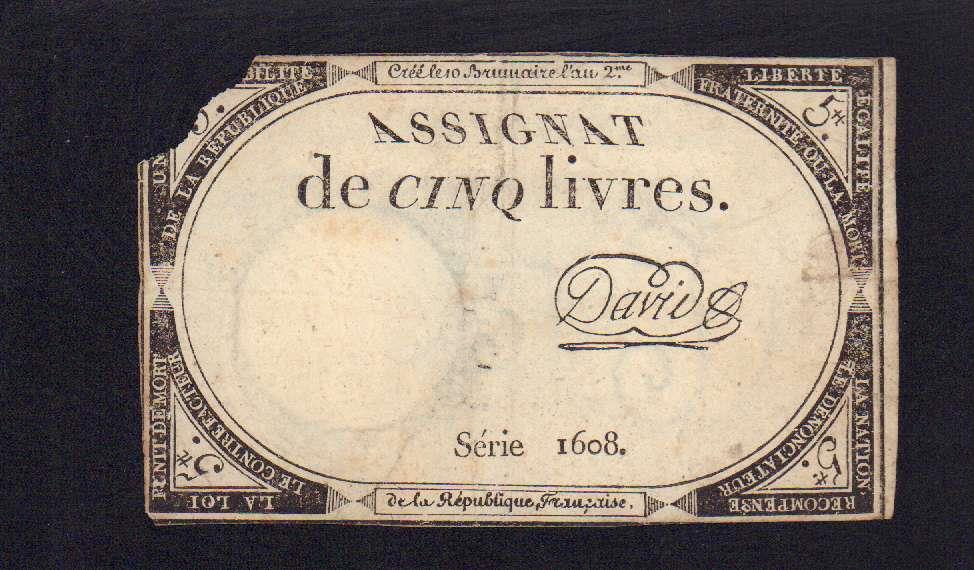 BILITÉ
DE LA RÉPUBLIQUE
Créé le 10 Brumaire l'an 2.me
LIBERTE
EGALITE
FRATERNITE OU LA MORT
5#.
ASSIGNAT
de CINQ livres.
David
Série 1608.
PUNIT DE MORT
LE CONTREFACTEUR
LA LOI
5#.
de la République Française.
LA NATION
RECOMPENSE
LE DENONCIATEUR
5#.